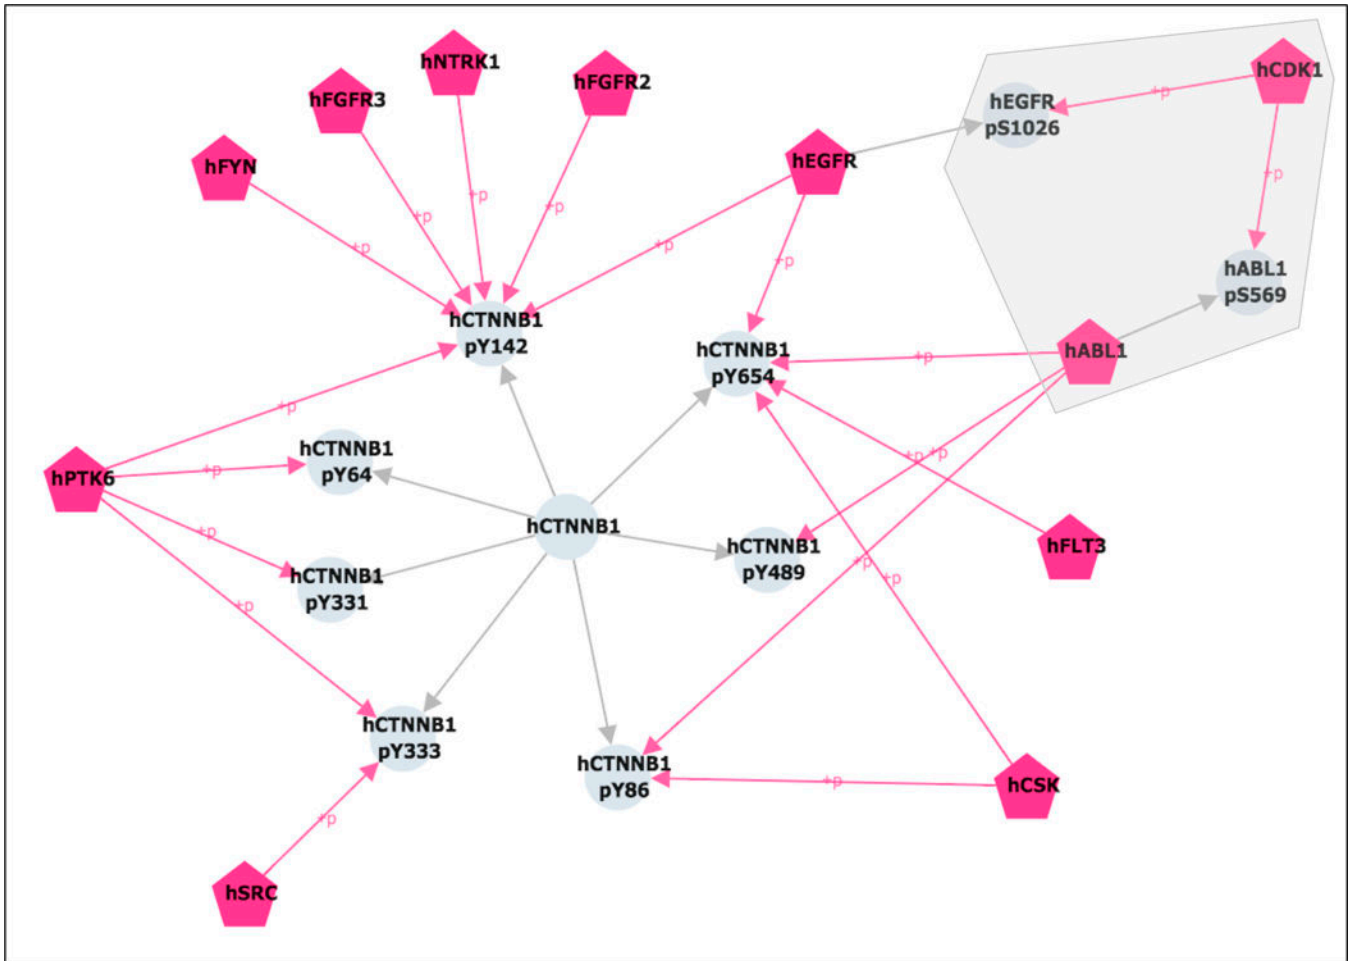 hNTRK1
hFGFR2
hFGFR3
hCDK1
+p
hEGFR
pS1026
hEGFR
hFYN
+p
+p
+p
+p
+p
+p
+p
hABL1
pS569
hCTNNB1
pY142
hCTNNB1
pY654
+p
hABL1
+p
hCTNNB1
pY64
+p
+p
+p
hPTK6
+p
hCTNNB1
hCTNNB1
pY489
hFLT3
hCTNNB1
pY331
+p
+p
+p
hCTNNB1
pY333
hCTNNB1
pY86
+p
hCSK
+p
hSRC